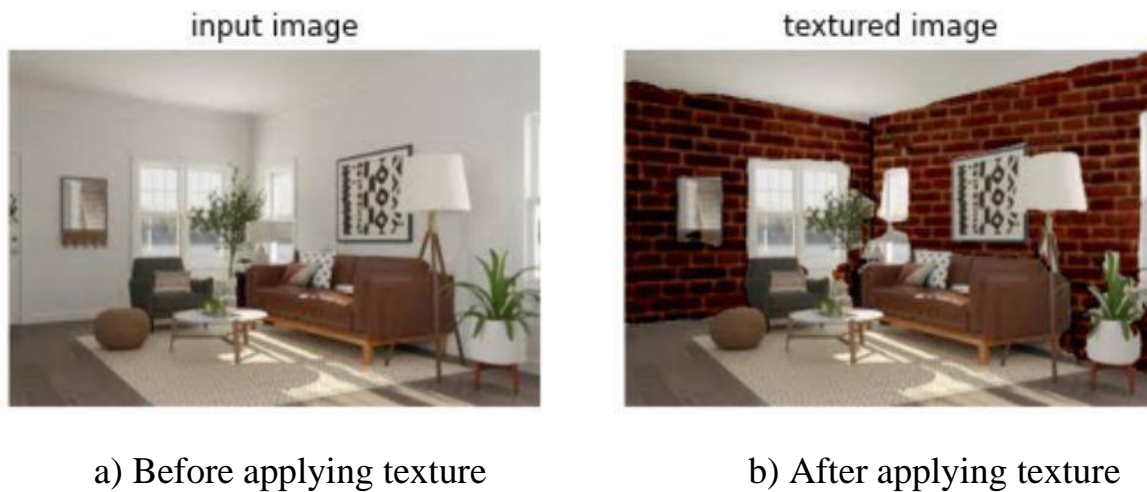 input image
textured image
a) Before applying texture
b) After applying texture